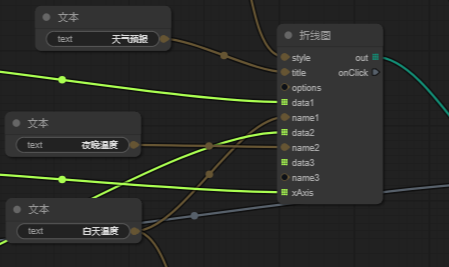 文本
text 天气预报
文本
text 夜晚温度
文本
text 白天温度
折线图
style out
title onClick
options
data1
name1
data2
name2
data3
name3
xAxis